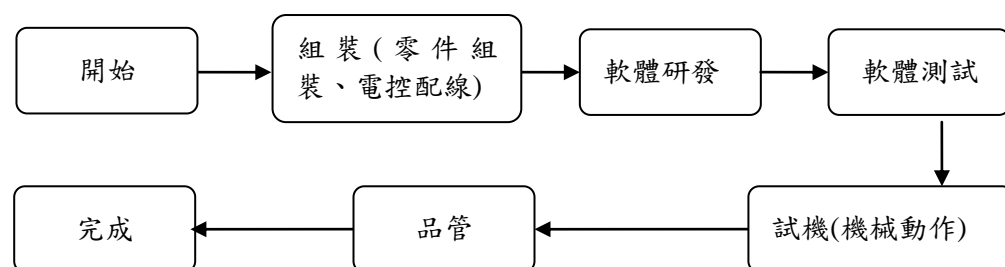 開始
組裝(零件組
裝、電控配線)
軟體研發
軟體測試
試機(機械動作)
品管
完成